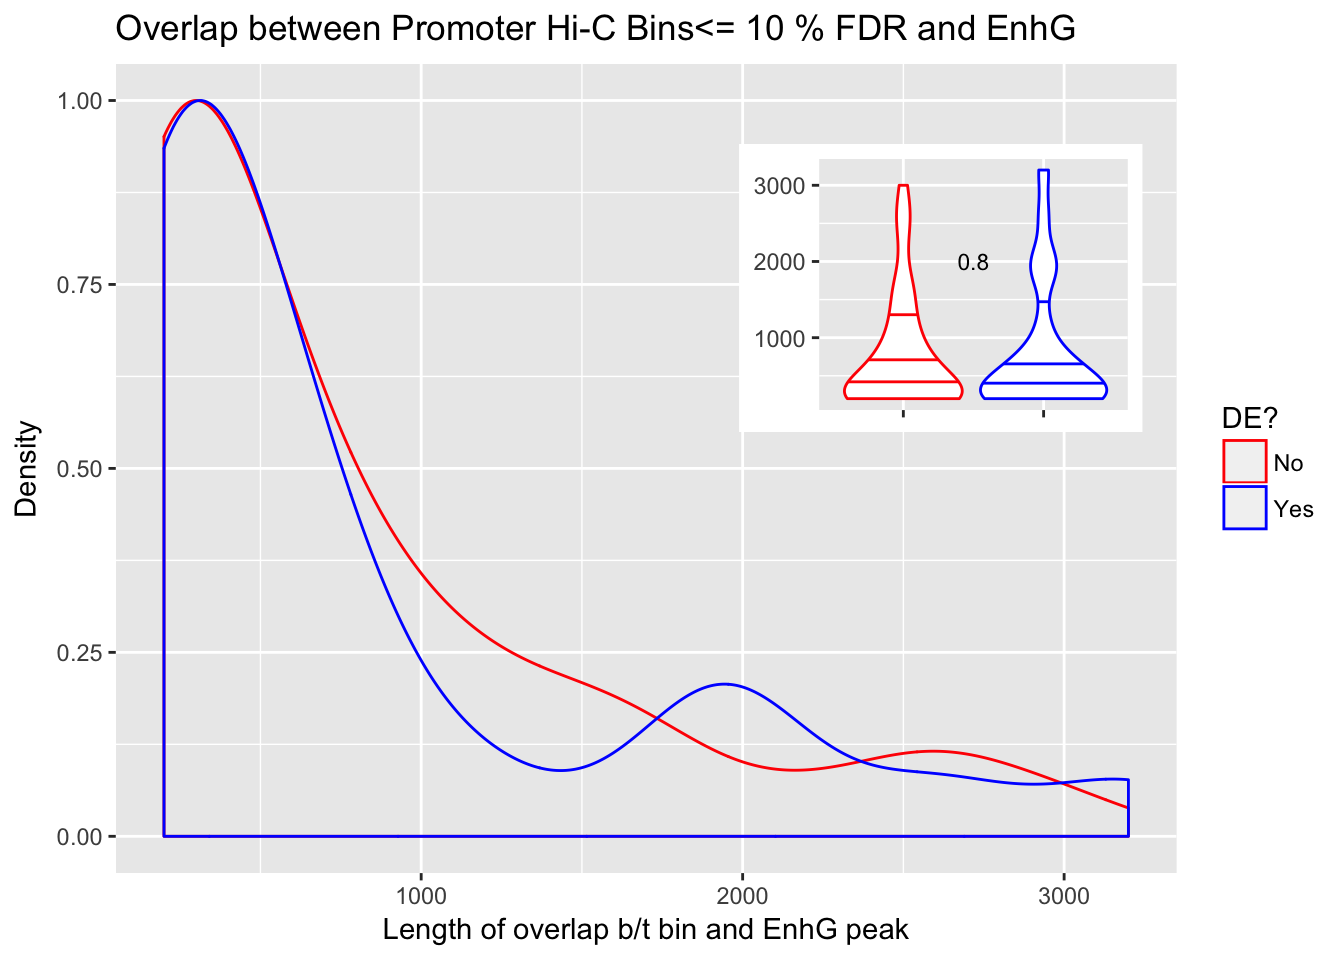 Overlap between Promoter Hi-C Bins<= 10 % FDR and EnhG
1.00
0.75
0.50
0.25
0.00
Density
1000
2000
3000
Length of overlap b/t bin and EnhG peak
3000
2000
1000
0.8
DE?
No
Yes